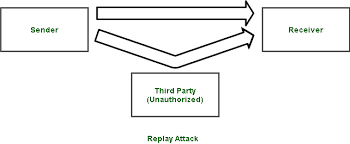 Sender
Receiver
Third Party
(Unauthorized)
Replay Attack